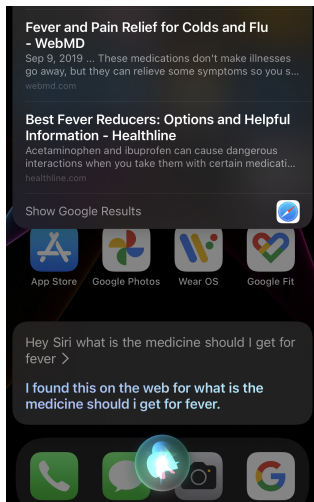 Fever and Pain Relief for Colds and Flu
- WebMD
Sep 9, 2019 ... These medications don't make illnesses
go away, but they can relieve some symptoms so you s...
webmd.com
Best Fever Reducers: Options and Helpful
Information - Healthline
Acetaminophen and ibuprofen can cause dangerous
interactions when you take them with certain medicati...
healthline.com
Show Google Results
App Store
Google Photos
Wear OS
Google Fit
Hey Siri what is the medicine should I get for
fever >
I found this on the web for what is the
medicine should i get for fever.